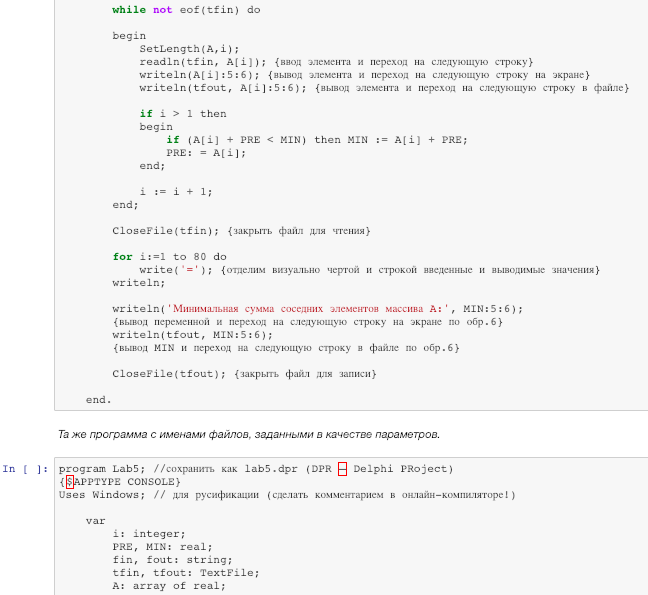 while not eof(tfin) do
begin
SetLength(A,i);
readln(tfin, A[i]); {ввод элемента и переход на следующую строку}
writeln(A[i]:5:6); {вывод элемента и переход на следующую строку на экране}
writeln(tfout, A[i]:5:6); {вывод элемента и переход на следующую строку в файле}
if i > 1 then
begin
if (A[i] + PRE < MIN) then MIN := A[i] + PRE;
PRE: = A[i];
end;
i := i + 1;
end;
CloseFile(tfin); {закрыть файл для чтения}
for i:=1 to 80 do
write('='); {отделим визуально чертой и строкой введенные и выводимые значения}
writeln;
writeln('Минимальная сумма соседних элементов массива A:', MIN:5:6);
{вывод переменной и переход на следующую строку на экране по обр.6}
writeln(tfout, MIN:5:6);
{вывод MIN и переход на следующую строку в файле по обр.6}
CloseFile(tfout); {закрыть файл для записи}
end.
Та же программа с именами файлов, заданными в качестве параметров.
In [ ]: program Lab5; //сохранить как lab5.dpr (DPR – Delphi PRoject)
{$APPTYPE CONSOLE}
Uses Windows; // для русификации (сделать комментарием в онлайн-компиляторе!)
var
i: integer;
PRE, MIN: real;
fin, fout: string;
tfin, tfout: TextFile;
A: array of real;